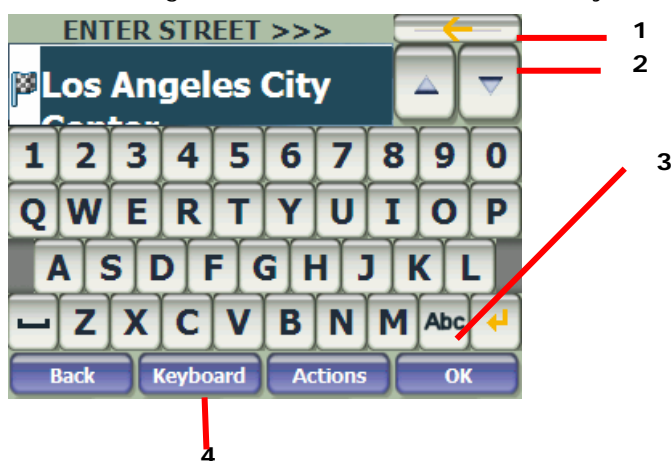 ENTER STREET >>>
1
2
Los Angeles City
Center
1 2 3 4 5 6 7 8 9 0
3
Q W E R T Y U I O P
A S D F G H J K L
Z X C V B N M Abc
Back Keyboard Actions OK
4